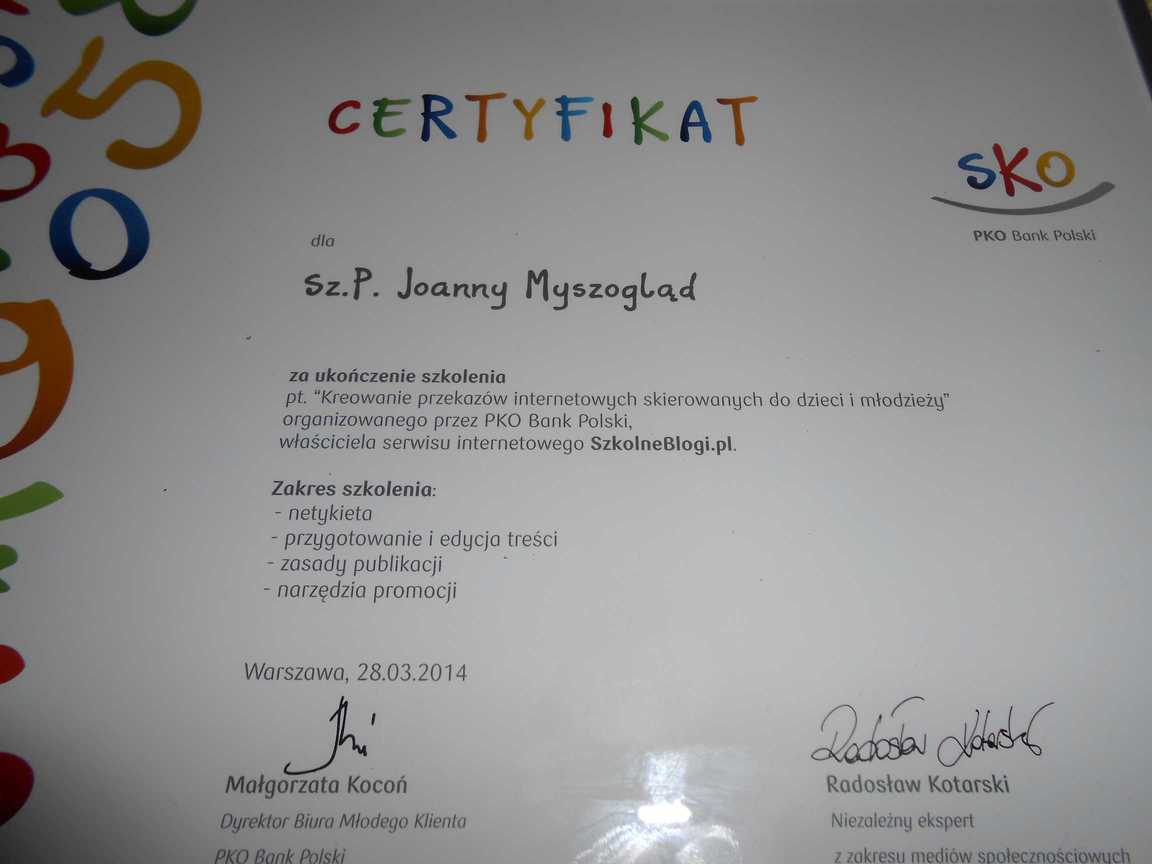 CERTYFIKAT
SKO
PKO Bank Polski
dla
Sz.P. Joanny Myszogląd
za ukończenie szkolenia
pt. “Kreowanie przekazów internetowych skierowanych do dzieci i młodzieży”
organizowanego przez PKO Bank Polski,
właściciela serwisu internetowego SzkolneBlogi.pl.
Zakres szkolenia:
- netykieta
- przygotowanie i edycja treści
- zasady publikacji
- narzędzia promocji
Warszawa, 28.03.2014
Radosław Kotarski
Małgorzata Kocoń
Radosław Kotarski
Dyrektor Biura Młodego Klienta
Niezależny ekspert
PKO Bank Polski
z zakresu mediów społecznościowych